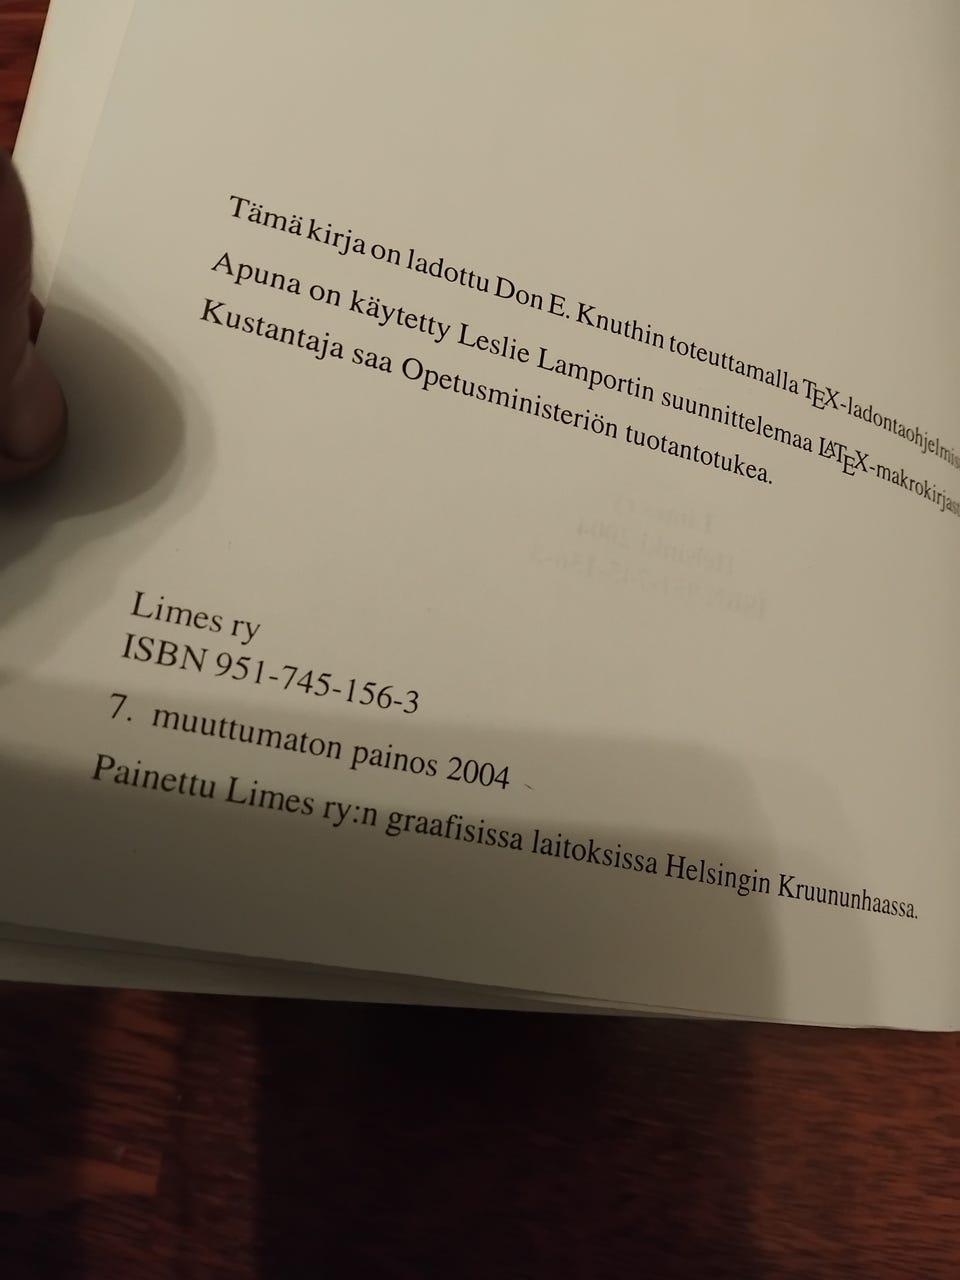 Tämä kirja on ladottu Don E. Knuthin toteuttamalla TEX-ladontaohjelmis
Apuna on käytetty Leslie Lamportin suunnittelemaa LATEX-makrokirjast
Kustantaja saa Opetusministeriön tuotantotukea.
Limes ry
ISBN 951-745-156-3
7. muuttumaton painos 2004
Painettu Limes ry:n graafisissa laitoksissa Helsingin Kruununhaassa.